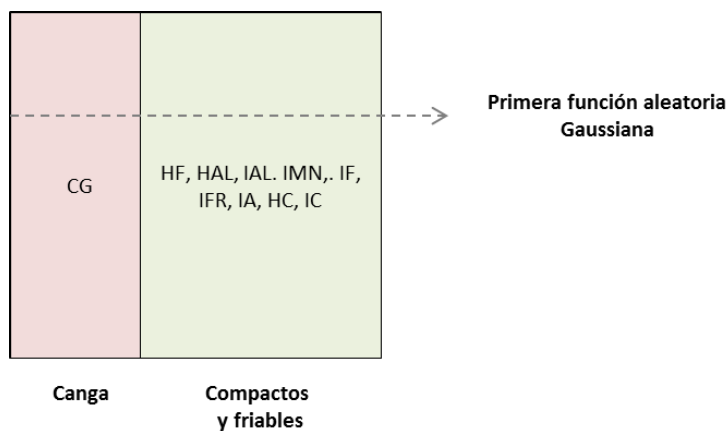 Primera función aleatoria
Gaussiana
CG
HF, HAL, IAL. IMN,. IF,
IFR, IA, HC, IC
Canga
Compactos
y friables